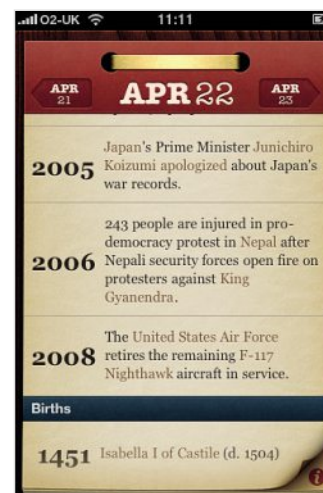 O2-UK 11:11
APR 21 APR 22 APR 23
2005 Japan's Prime Minister Junichiro
Koizumi apologized about Japan's
war records.
243 people are injured in pro-
democracy protest in Nepal after
2006 Nepali security forces open fire on
protesters against King
Gyanendra.
The United States Air Force
2008 retires the remaining F-117
Nighthawk aircraft in service.
Births
1451 Isabella I of Castile (d. 1504)